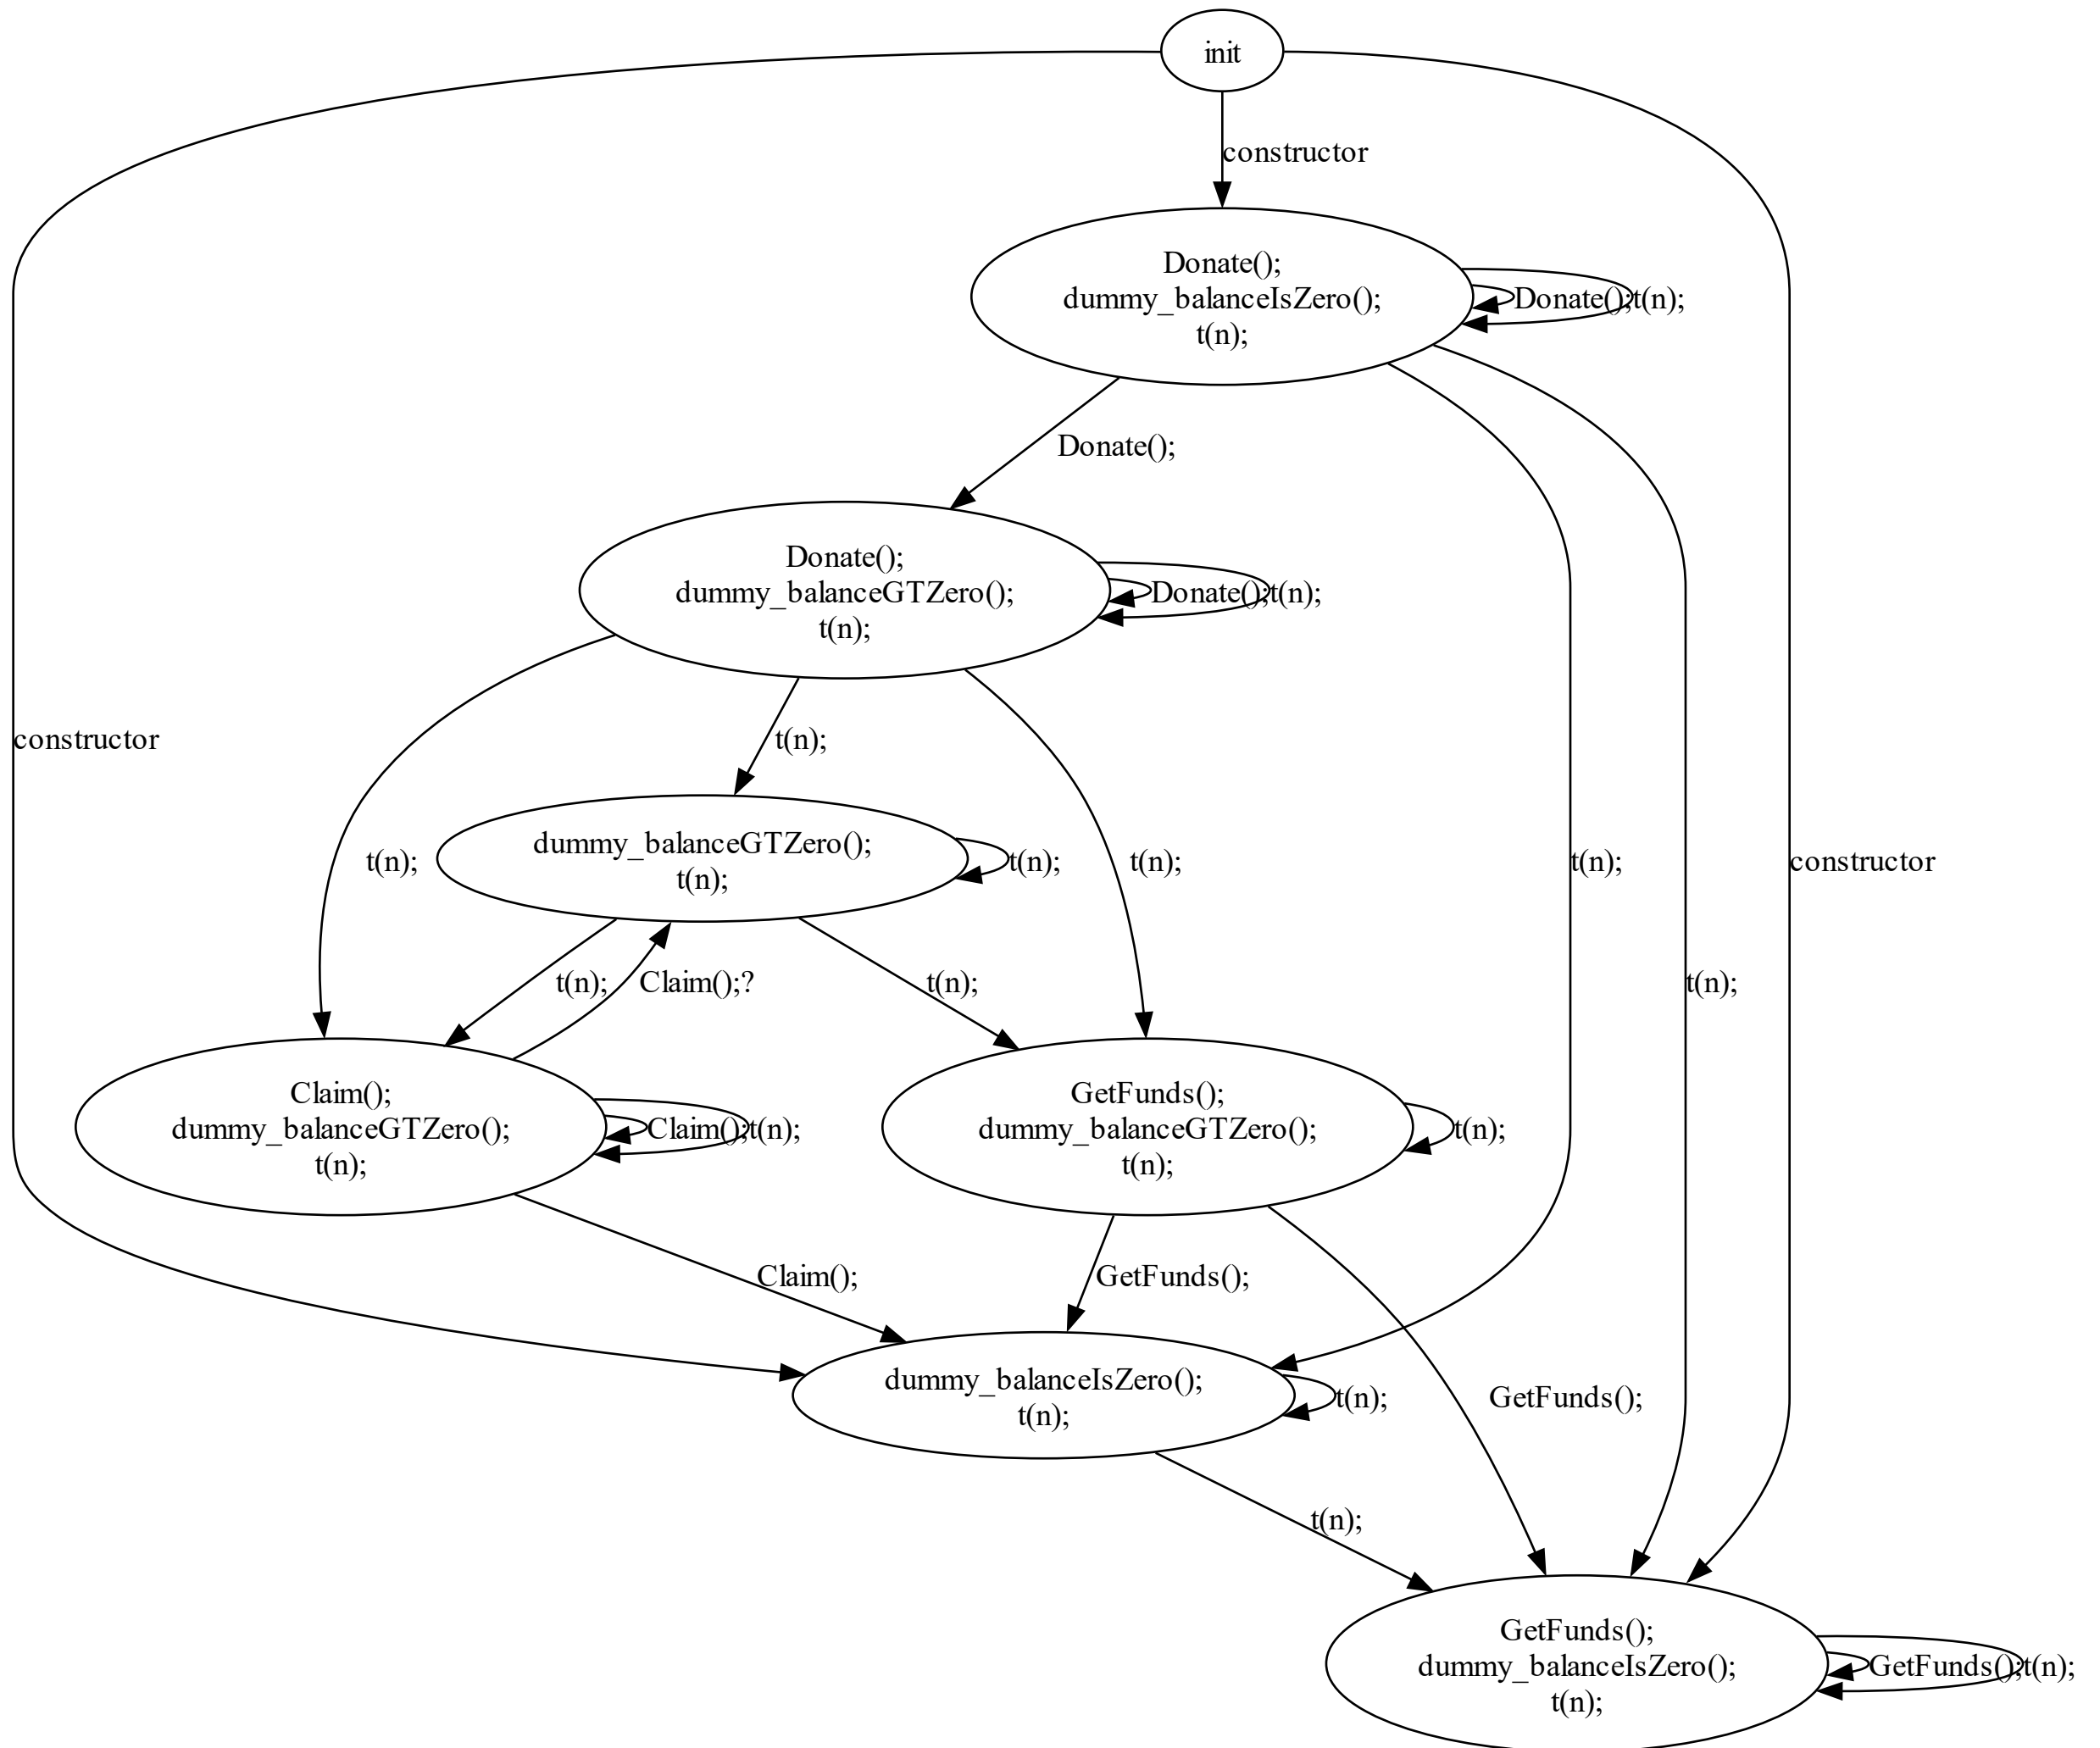 init
constructor
Donate();
dummy_balanceIsZero();
t(n);
Donate();
t(n);
Donate();
Donate();
dummy_balanceGTZero();
t(n);
Donate();
t(n);
constructor
t(n);
t(n);
dummy_balanceGTZero();
t(n);
t(n);
t(n);
t(n);
constructor
t(n);
Claim();?
t(n);
t(n);
Claim();
dummy_balanceGTZero();
t(n);
Claim();
t(n);
GetFunds();
dummy_balanceGTZero();
t(n);
t(n);
Claim();
GetFunds();
dummy_balanceIsZero();
t(n);
t(n);
GetFunds();
t(n);
GetFunds();
dummy_balanceIsZero();
t(n);
GetFunds();
t(n);